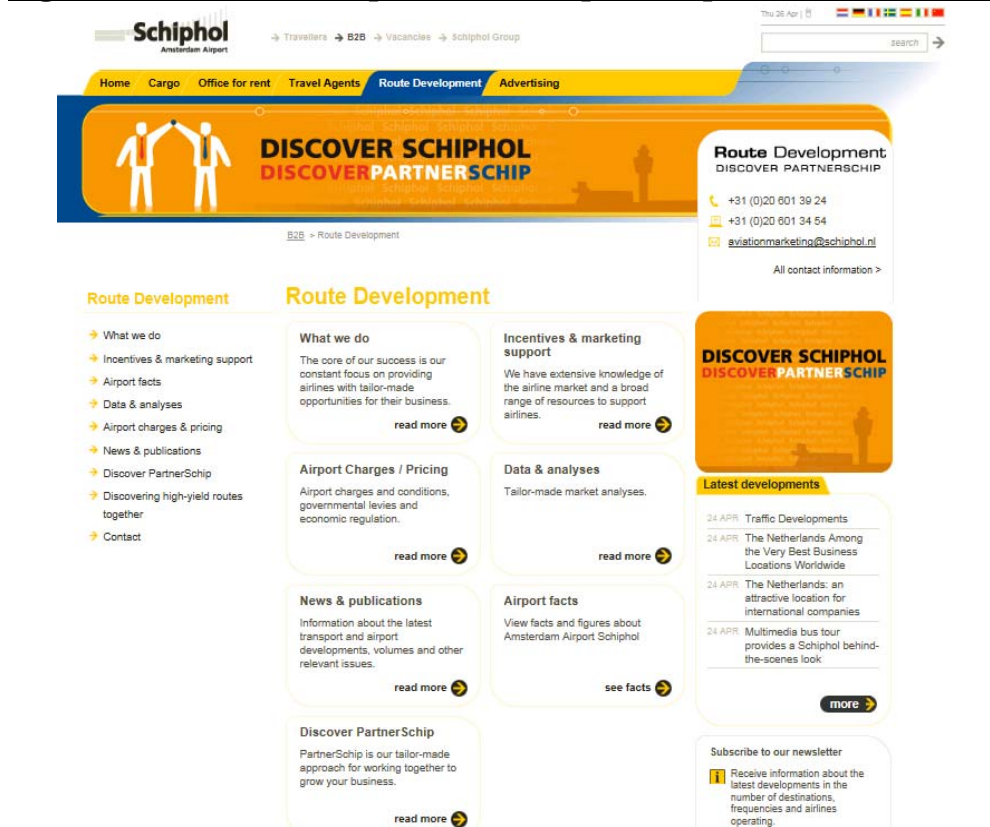 Schiphol
Amsterdam Airport
Travellers B2B Vacancies Schiphol Group
Thu 26 Apr |
search
Home Cargo Office for rent Travel Agents Route Development Advertising
DISCOVER SCHIPHOL
DISCOVERPARTNERSCHIP
Route Development
DISCOVER PARTNERSCHIP
+31 (0)20 601 39 24
+31 (0)20 601 34 54
aviationmarketing@schiphol.nl
All contact information >
B2B > Route Development
Route Development
What we do
Incentives & marketing support
Airport facts
Data & analyses
Airport charges & pricing
News & publications
Discover PartnerSchip
Discovering high-yield routes
together
Contact
Route Development
What we do
The core of our success is our
constant focus on providing
airlines with tailor-made
opportunities for their business.
read more
Incentives & marketing
support
We have extensive knowledge of
the airline market and a broad
range of resources to support
airlines.
read more
Airport Charges / Pricing
Airport charges and conditions,
governmental levies and
economic regulation.
read more
Data & analyses
Tailor-made market analyses.
read more
News & publications
Information about the latest
transport and airport
developments, volumes and other
relevant issues.
read more
Airport facts
View facts and figures about
Amsterdam Airport Schiphol
see facts
Discover PartnerSchip
PartnerSchip is our tailor-made
approach for working together to
grow your business.
read more
DISCOVER SCHIPHOL
DISCOVERPARTNERSCHIP
Latest developments
24 APR Traffic Developments
24 APR The Netherlands Among
the Very Best Business
Locations Worldwide
24 APR The Netherlands: an
attractive location for
international companies
24 APR Multimedia bus tour
provides a Schiphol behind-
the-scenes look
more
Subscribe to our newsletter
Receive information about the
latest developments in the
number of destinations,
frequencies and airlines
operating.